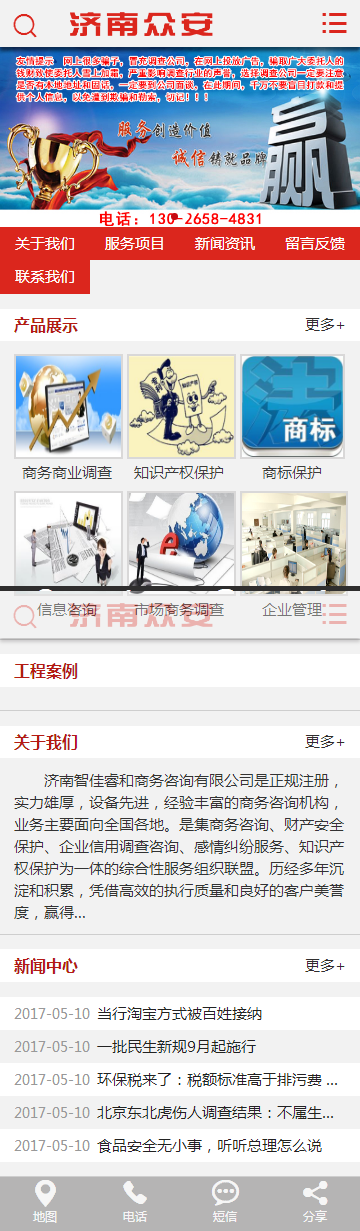 济南众安
友情提示：网上很多骗子，冒充调查公司，在网上投放广告，骗取广大委托人的
钱财致使委托人雪上加霜，严重影响调查行业的声誉，选择调查公司一定要注意
是否有本地地址和固话，一定要到公司面谈，在此期间，千万不要盲目打款和提
供个人信息，以免遭到欺骗和勒索，切记！！！
服务创造价值
诚信铸就品牌
赢
电话：130-2658-4831
关于我们 服务项目 新闻资讯 留言反馈
联系我们
产品展示 更多+
商标
商务商业调查 知识产权保护 商标保护
信息咨询 市场商务调查 企业管理
济南众安
工程案例
关于我们 更多+
济南智佳睿和商务咨询有限公司是正规注册，
实力雄厚，设备先进，经验丰富的商务咨询机构，
业务主要面向全国各地。是集商务咨询、财产安全
保护、企业信用调查咨询、感情纠纷服务、知识产
权保护为一体的综合性服务组织联盟。历经多年沉
淀和积累，凭借高效的执行质量和良好的客户美誉
度，赢得...
新闻中心 更多+
2017-05-10 当行淘宝方式被百姓接纳
2017-05-10 一批民生新规9月起施行
2017-05-10 环保税来了：税额标准高于排污费 ...
2017-05-10 北京东北虎伤人调查结果：不属生...
2017-05-10 食品安全无小事，听听总理怎么说
地图 电话 短信 分享